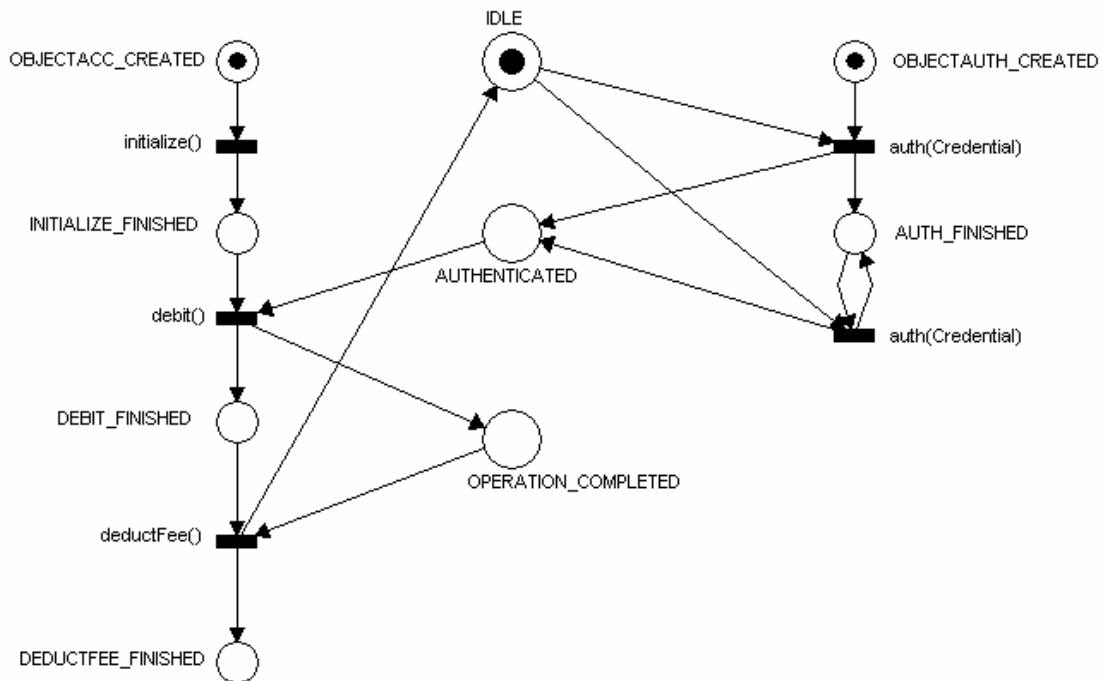 IDLE
OBJECTACC_CREATED
OBJECTAUTH_CREATED
initialize()
auth(Credential)
INITIALIZE_FINISHED
AUTH_FINISHED
AUTHENTICATED
debit()
auth(Credential)
DEBIT_FINISHED
OPERATION_COMPLETED
deductFee()
DEDUCTFEE_FINISHED